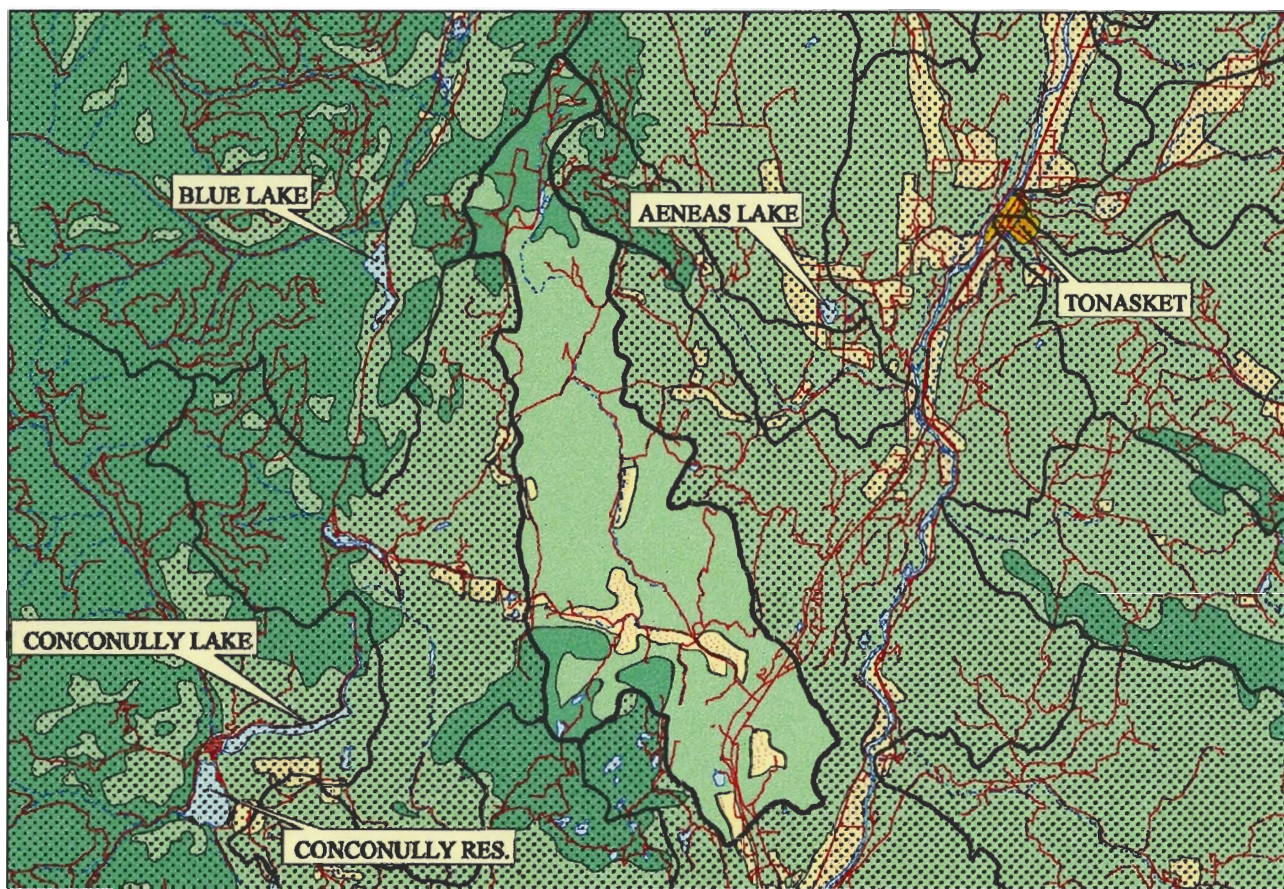 BLUE LAKE
AENEAS LAKE
TONASKET
CONCONULLY LAKE
CONCONULLY RES.